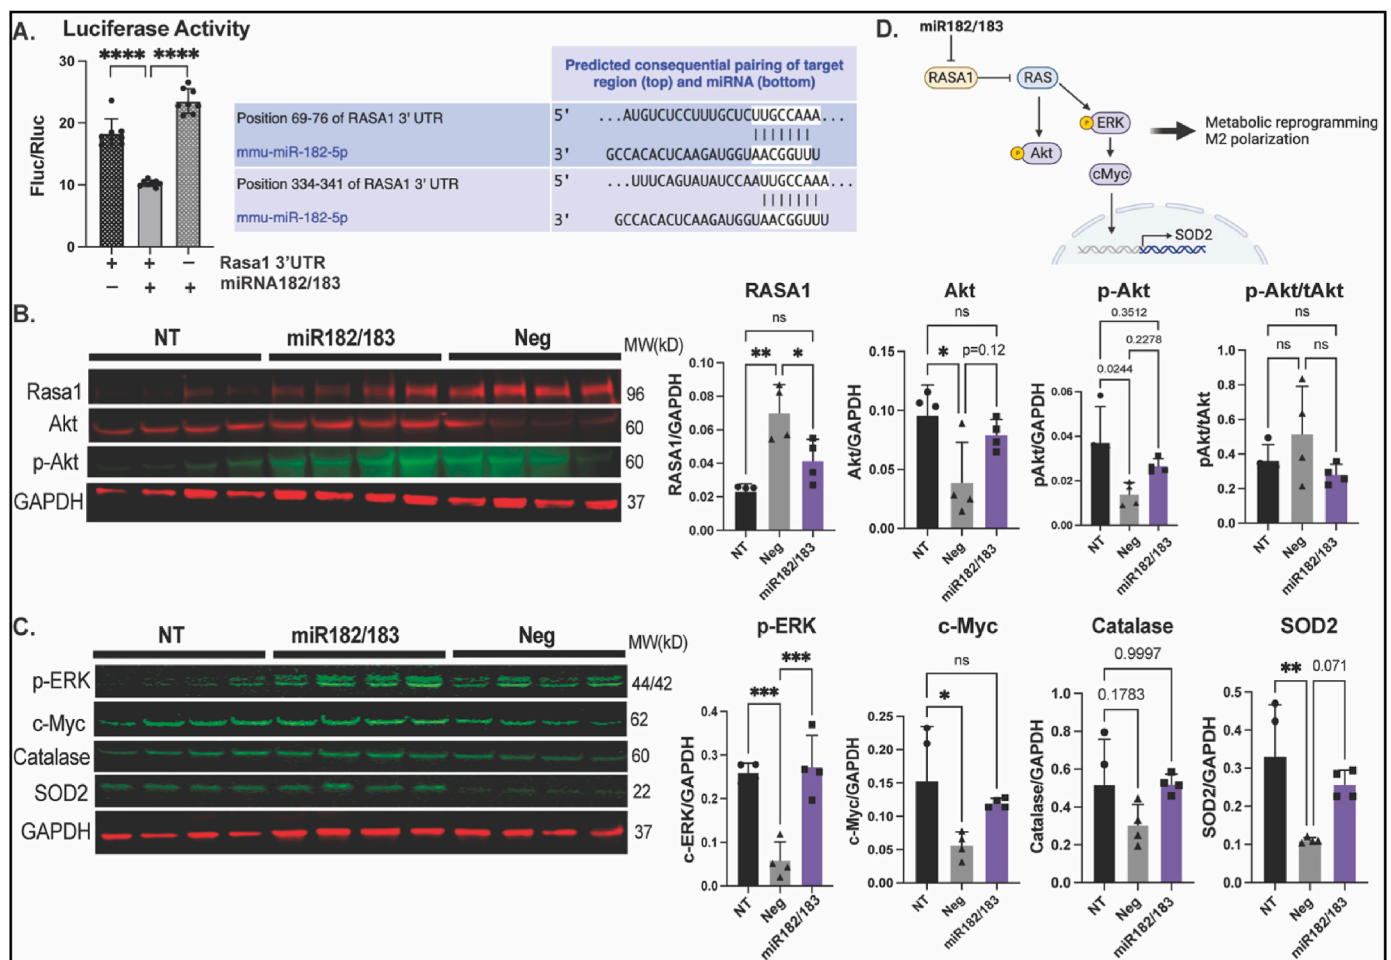 A.
Luciferase Activity
**** ****
30
20
10
0
Fluc/Rluc
+ + − Rasa1 3'UTR
− + + miRNA182/183
Predicted consequential pairing of target
region (top) and miRNA (bottom)
Position 69-76 of RASA1 3' UTR 5' ...AUGUCUCCUUUGCUCUUGCCAAA...
mmu-miR-182-5p 3' GCCACACUCAAGAUGGUAACGGUUU
Position 334-341 of RASA1 3' UTR 5' ...UUUCAGUAUAUCCAAUUGCCAAA...
mmu-miR-182-5p 3' GCCACACUCAAGAUGGUAACGGUUU
D.
miR182/183
RASA1 RAS
P ERK
P Akt
cMyc
SOD2
Metabolic reprogramming
M2 polarization
B.
NT miR182/183 Neg MW(kD)
Rasa1 96
Akt 60
p-Akt 60
GAPDH 37
RASA1
ns
** *
0.10
0.08
0.06
0.04
0.02
0.00
RASA1/GAPDH
NT Neg miR182/183
Akt
ns
* p=0.12
0.15
0.10
0.05
0.00
Akt/GAPDH
NT Neg miR182/183
p-Akt
0.3512
0.2278
0.0244
0.06
0.04
0.02
0.00
pAkt/GAPDH
NT Neg miR182/183
p-Akt/tAkt
ns
ns ns
1.0
0.8
0.6
0.4
0.2
0.0
pAkt/tAkt
NT Neg miR182/183
C.
NT miR182/183 Neg MW(kD)
p-ERK 44/42
c-Myc 62
Catalase 60
SOD2 22
GAPDH 37
p-ERK
***
***
0.4
0.3
0.2
0.1
0.0
c-ERK/GAPDH
NT Neg miR182/183
c-Myc
ns
*
0.25
0.20
0.15
0.10
0.05
0.00
c-Myc/GAPDH
NT Neg miR182/183
Catalase
0.9997
0.1783
1.0
0.8
0.6
0.4
0.2
0.0
Catalase/GAPDH
NT Neg miR182/183
SOD2
** 0.071
0.5
0.4
0.3
0.2
0.1
0.0
SOD2/GAPDH
NT Neg miR182/183